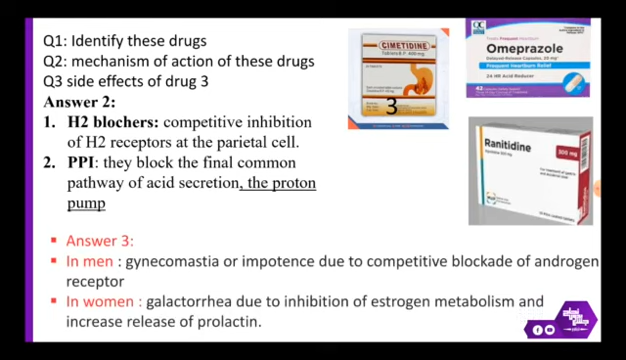 Q1: Identify these drugs
Q2: mechanism of action of these drugs
Q3 side effects of drug 3
Answer 2:
1. H2 blochers: competitive inhibition
of H2 receptors at the parietal cell.
2. PPI: they block the final common
pathway of acid secretion, the proton
pump
CIMETIDINE
3
Omeprazole
Frequent Heartburn Relief
24 HR Acid Reducer
42
Ranitidine
300 mg
▪ Answer 3:
▪ In men : gynecomastia or impotence due to competitive blockade of androgen
receptor
▪ In women : galactorrhea due to inhibition of estrogen metabolism and
increase release of prolactin.